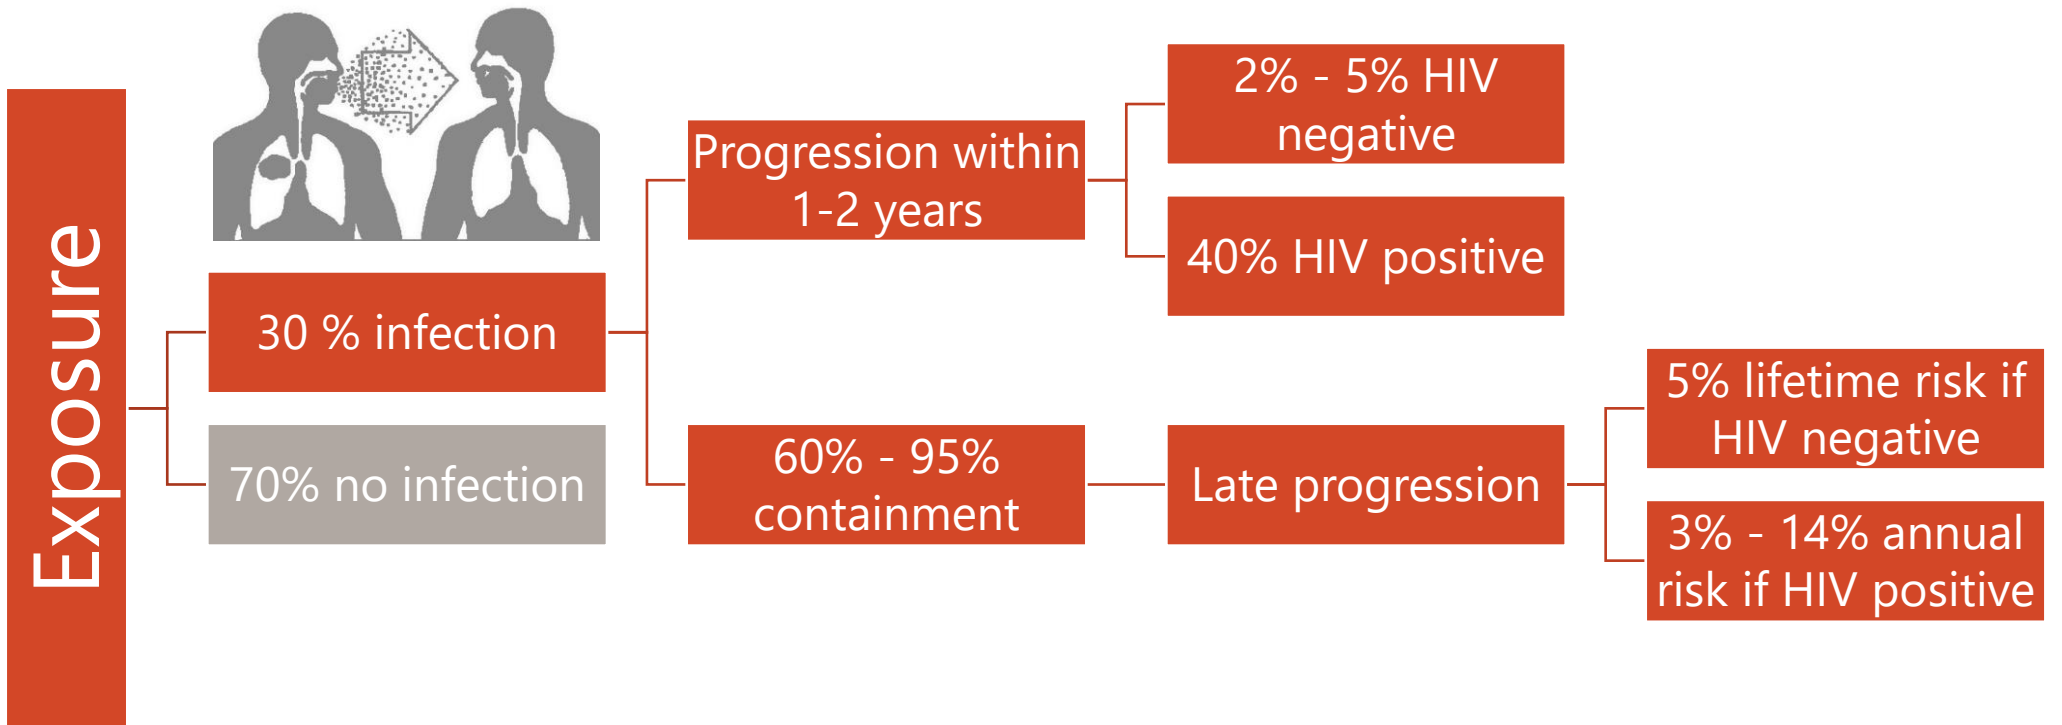 Exposure
30 % infection
70% no infection
Progression within
1-2 years
60% - 95%
containment
2% - 5% HIV
negative
40% HIV positive
Late progression
5% lifetime risk if
HIV negative
3% - 14% annual
risk if HIV positive